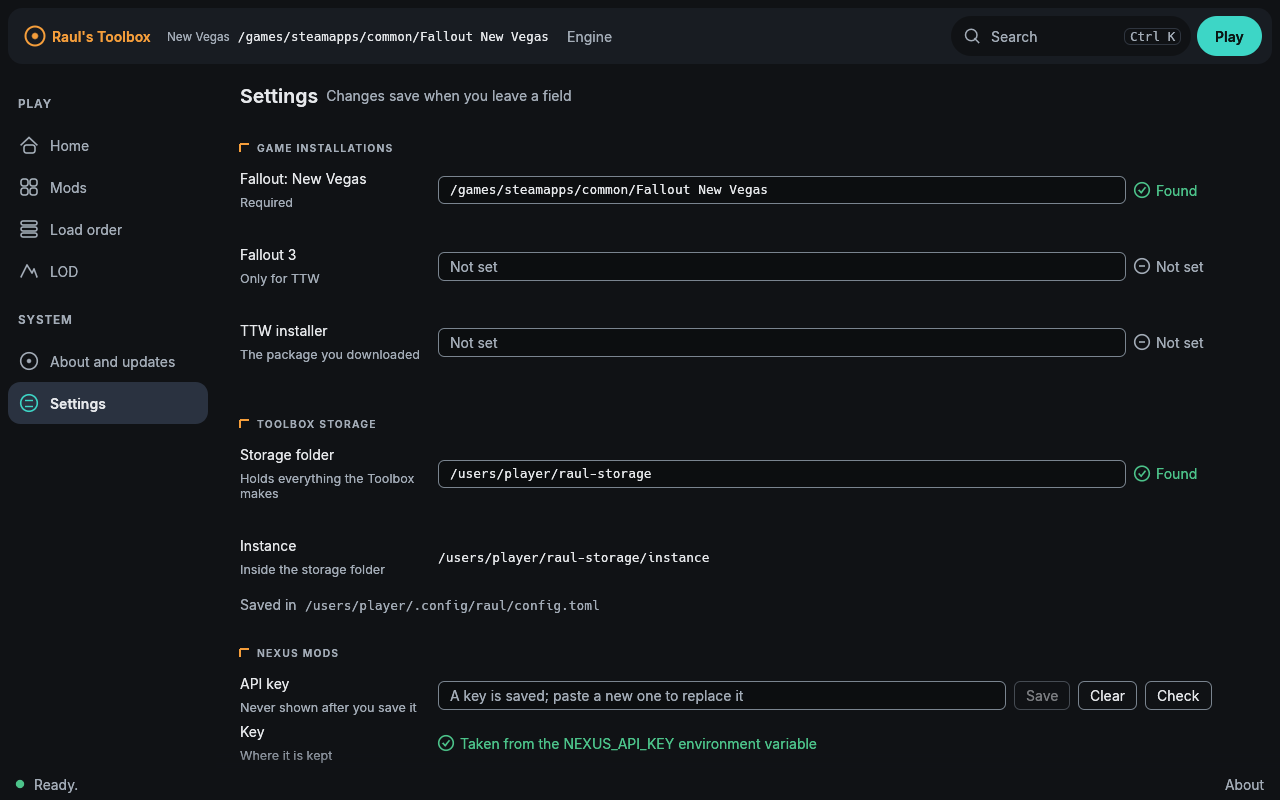 Raul's Toolbox New Vegas /games/steamapps/common/Fallout New Vegas Engine Search Ctrl K Play
PLAY
Home
Mods
Load order
LOD
SYSTEM
About and updates
Settings
Settings Changes save when you leave a field
GAME INSTALLATIONS
Fallout: New Vegas
Required
/games/steamapps/common/Fallout New Vegas Found
Fallout 3
Only for TTW
Not set Not set
TTW installer
The package you downloaded
Not set Not set
TOOLBOX STORAGE
Storage folder
Holds everything the Toolbox
makes
/users/player/raul-storage Found
Instance
Inside the storage folder
/users/player/raul-storage/instance
Saved in /users/player/.config/raul/config.toml
NEXUS MODS
API key
Never shown after you save it
A key is saved; paste a new one to replace it Save Clear Check
Key
Where it is kept
Taken from the NEXUS_API_KEY environment variable
Ready. About